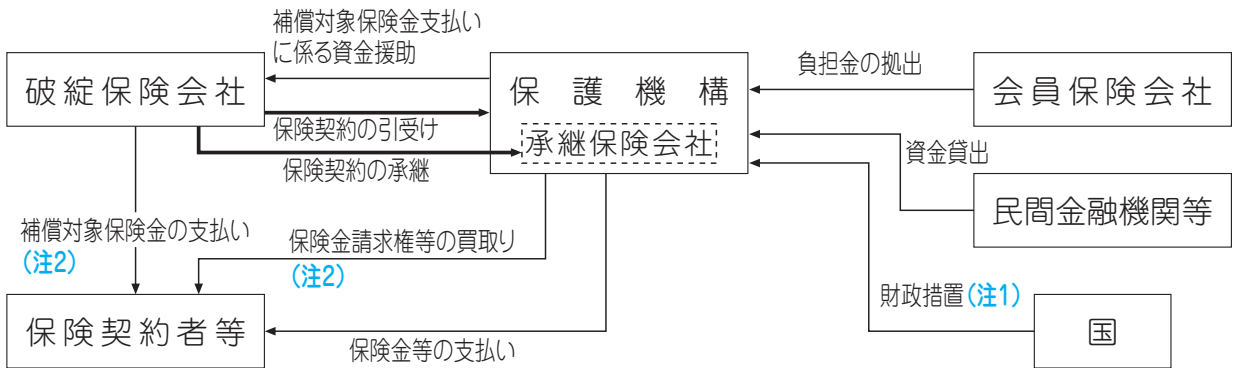 補償対象保険金支払い
に係る資金援助
破綻保険会社
保護機構
負担金の拠出
会員保険会社
保険契約の引受け
承継保険会社
保険契約の承継
資金貸出
民間金融機関等
補償対象保険金の支払い
(注2)
保険金請求権等の買取り
(注2)
財政措置(注1)
保険契約者等
保険金等の支払い
国